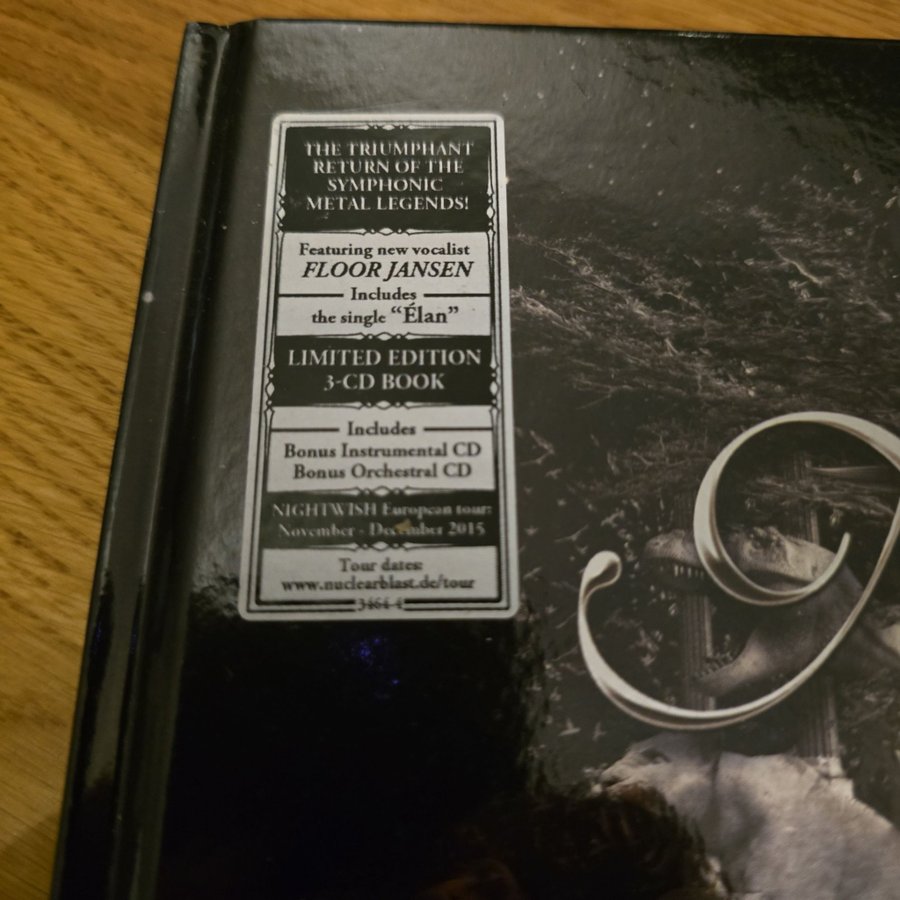 THE TRIUMPHANT
RETURN OF THE
SYMPHONIC
METAL LEGENDS!
Featuring new vocalist
FLOOR JANSEN
Includes
the single “Élan”
LIMITED EDITION
3-CD BOOK
Includes
Bonus Instrumental CD
Bonus Orchestral CD
NIGHTWISH European tour:
November - December 2015
Tour dates:
www.nuclearblast.de/tour
3464-4